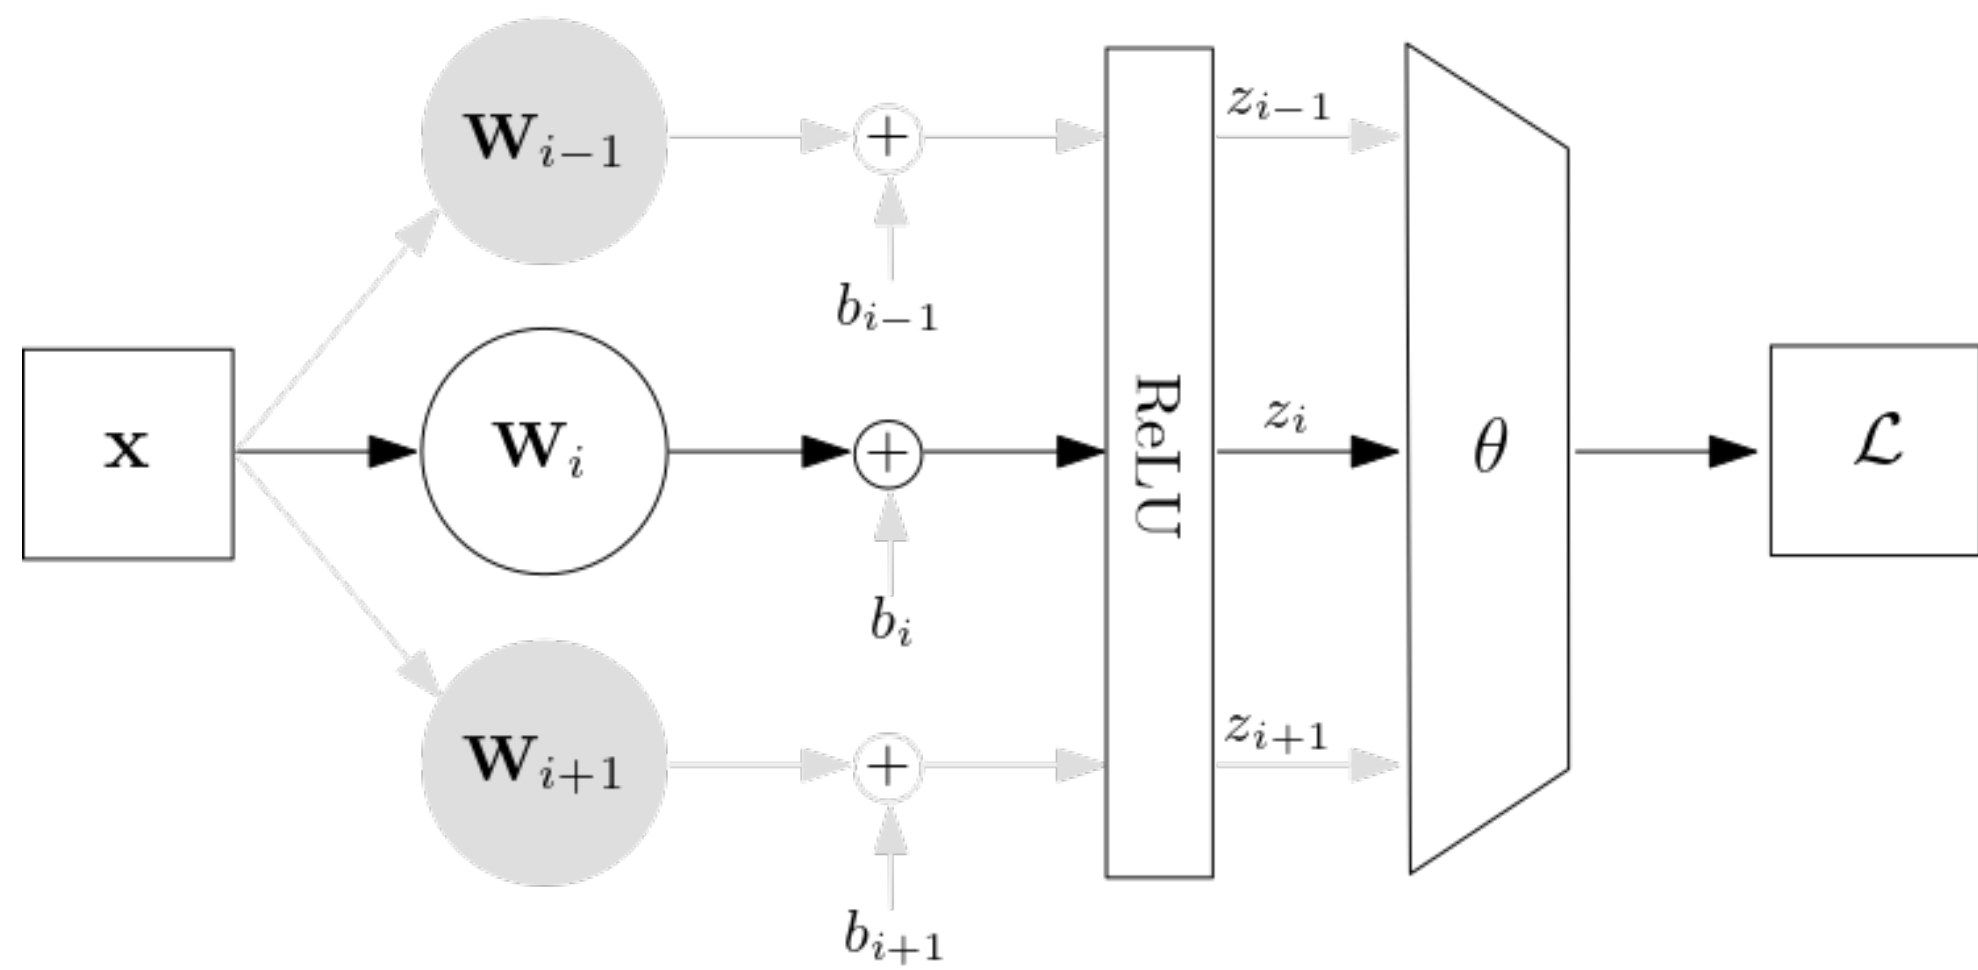 W_{i−1}
+
z_{i−1}
b_{i−1}
x
W_i
+
ReLU
z_i
θ
ℒ
b_i
W_{i+1}
+
z_{i+1}
b_{i+1}